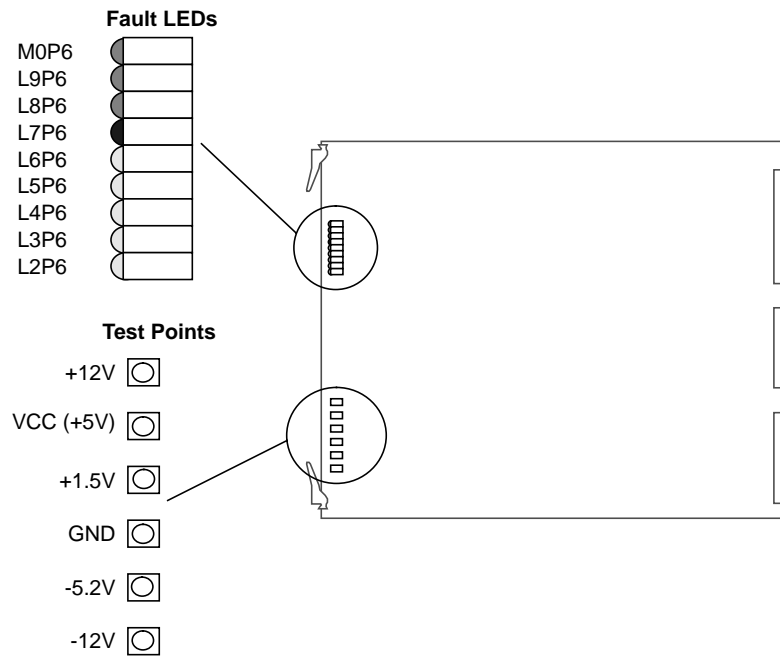 Fault LEDs
M0P6
L9P6
L8P6
L7P6
L6P6
L5P6
L4P6
L3P6
L2P6
Test Points
+12V
VCC (+5V)
+1.5V
GND
-5.2V
-12V